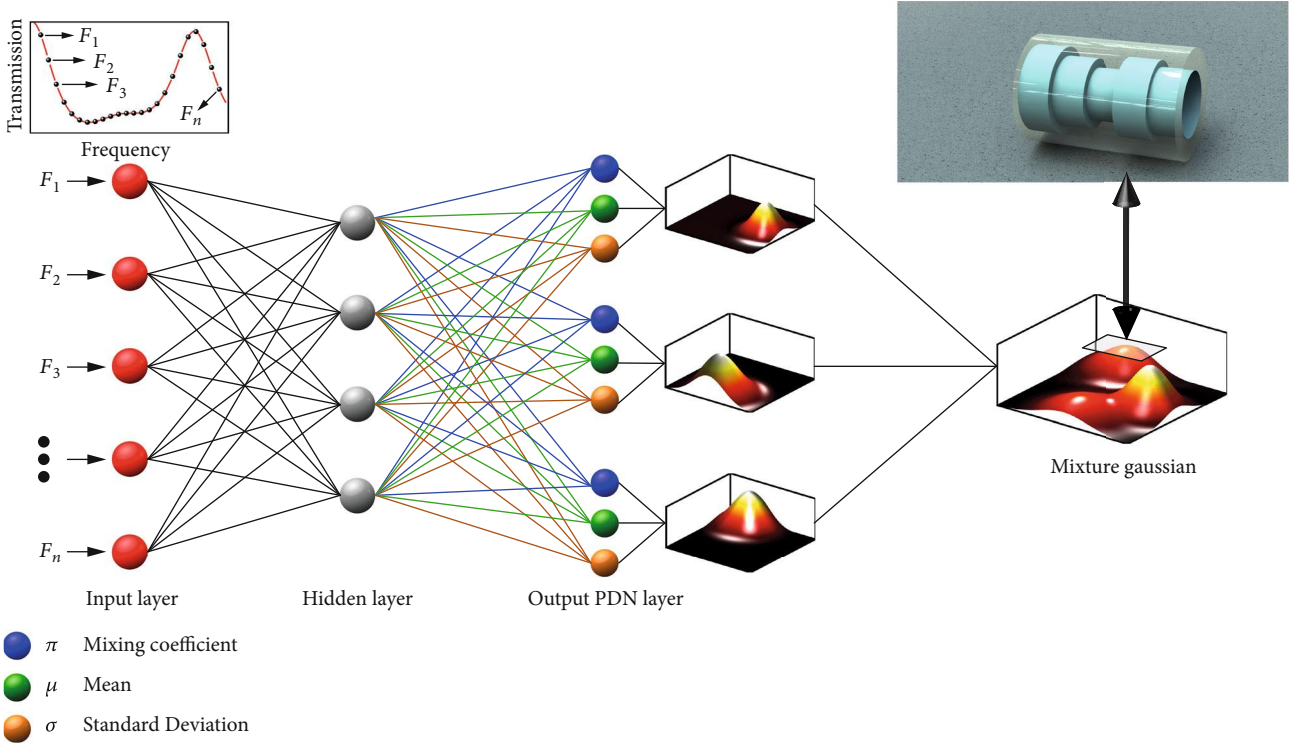 Transmission
F1
F2
F3
Fn
Frequency
F1
F2
F3
Fn
Input layer
Hidden layer
Output PDN layer
Mixture gaussian
π Mixing coefficient
μ Mean
σ Standard Deviation